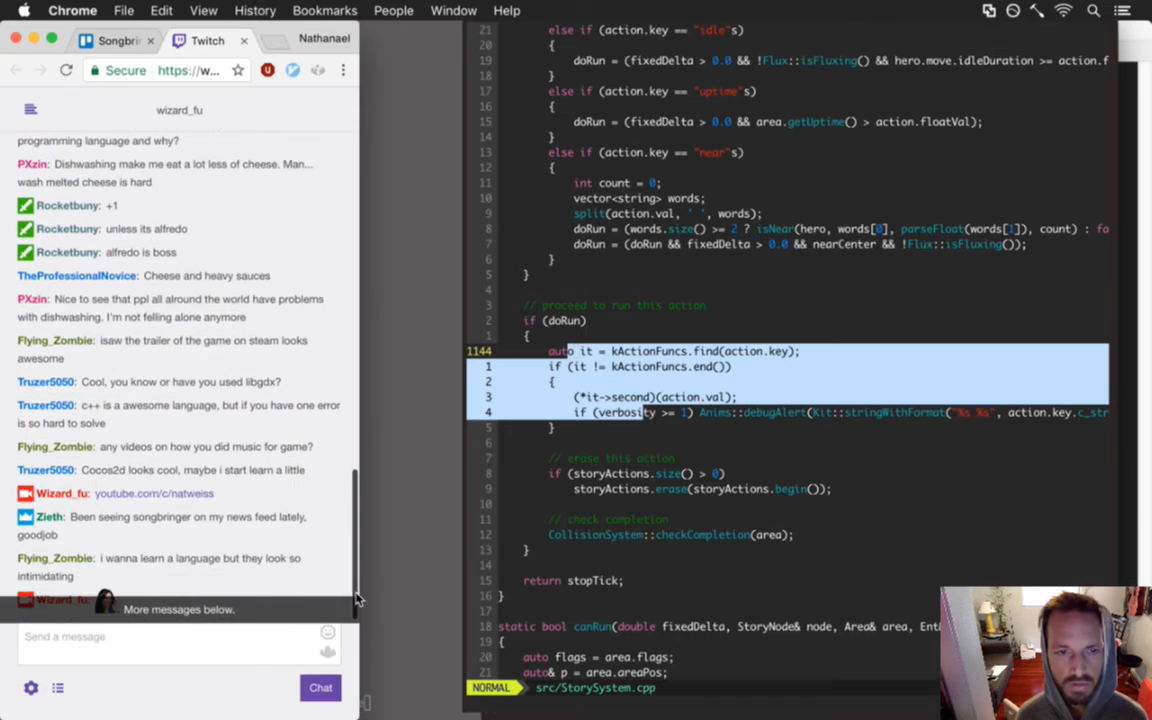 Chrome File Edit View History Bookmarks People Window Help
Songbri
Twitch
Nathanael
Secure https://w...
wizard_fu
programming language and why?
PXzin: Dishwashing make me eat a lot less of cheese. Man...
wash melted cheese is hard
Rocketbuny: +1
Rocketbuny: unless its alfredo
Rocketbuny: alfredo is boss
TheProfessionalNovice: Cheese and heavy sauces
PXzin: Nice to see that ppl all alround the world have problems
with dishwashing. I'm not felling alone anymore
Flying_Zombie: isaw the trailer of the game on steam looks
awesome
Truzer5050: Cool, you know or have you used libgdx?
Truzer5050: c++ is a awesome language, but if you have one error
is so hard to solve
Flying_Zombie: any videos on how you did music for game?
Truzer5050: Cocos2d looks cool, maybe i start learn a little
Wizard_fu: youtube.com/c/natweiss
Zieth: Been seeing songbringer on my news feed lately,
goodjob
Flying_Zombie: i wanna learn a language but they look so
intimidating
Wizard_fu:
More messages below.
Send a message
Chat
21 else if (action.key == "idle"s)
20 {
19 doRun = (fixedDelta > 0.0 && !Flux::isFluxing() && hero.move.idleDuration >= action.f
18 }
17 else if (action.key == "uptime"s)
16 {
15 doRun = (fixedDelta > 0.0 && area.getUptime() > action.floatVal);
14 }
13 else if (action.key == "near"s)
12 {
11 int count = 0;
10 vector<string> words;
9 split(action.val, ' ', words);
8 doRun = (words.size() >= 2 ? isNear(hero, words[0], parseFloat(words[1]), count) : fa
7 doRun = (doRun && fixedDelta > 0.0 && nearCenter && !Flux::isFluxing());
6 }
5 }
4
3 // proceed to run this action
2 if (doRun)
1 {
1144 auto it = kActionFuncs.find(action.key);
1 if (it != kActionFuncs.end())
2 {
3 (*it->second)(action.val);
4 if (verbosity >= 1) Anims::debugAlert(Kit::stringWithFormat("%s %s", action.key.c_str
5 }
6
7 // erase this action
8 if (storyActions.size() > 0)
9 storyActions.erase(storyActions.begin());
10
11 // check completion
12 CollisionSystem::checkCompletion(area);
13 }
14
15 return stopTick;
16 }
17
18 static bool canRun(double fixedDelta, StoryNode& node, Area& area, Ent
19 {
20 auto flags = area.flags;
21 auto& p = area.areaPos;
NORMAL src/StorySystem.cpp